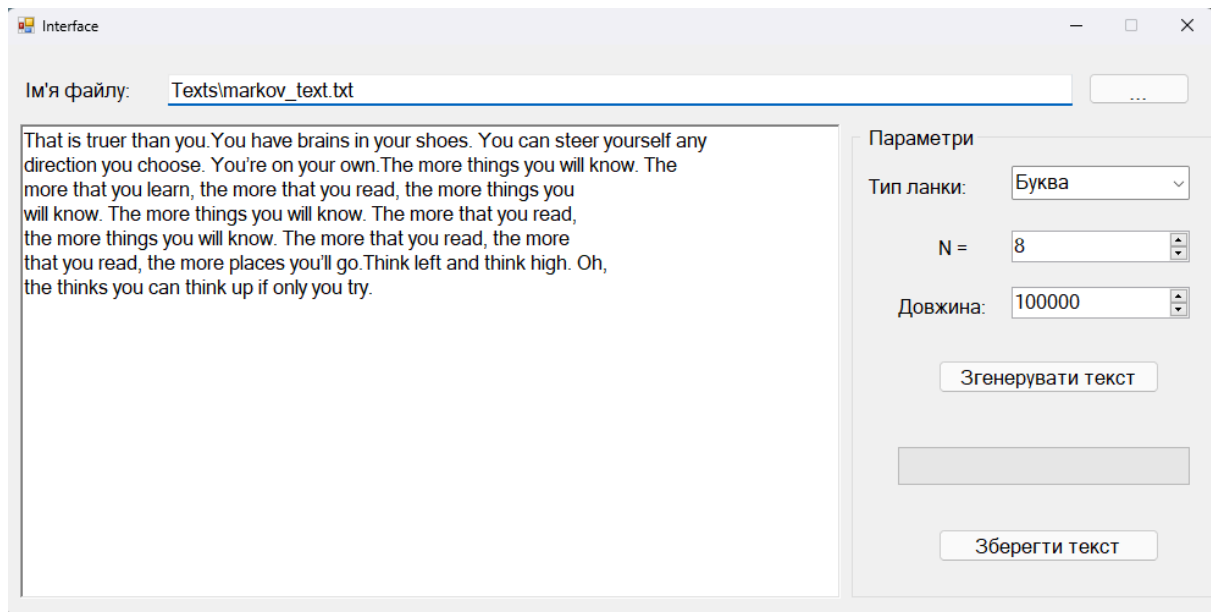 Interface
Ім'я файлу: Texts\markov_text.txt ...
That is truer than you.You have brains in your shoes. You can steer yourself any
direction you choose. You're on your own.The more things you will know. The
more that you learn, the more that you read, the more things you
will know. The more things you will know. The more that you read,
the more things you will know. The more that you read, the more
that you read, the more places you'll go.Think left and think high. Oh,
the thinks you can think up if only you try.
Параметри
Тип ланки: Буква
N = 8
Довжина: 100000
Згенерувати текст
Зберегти текст